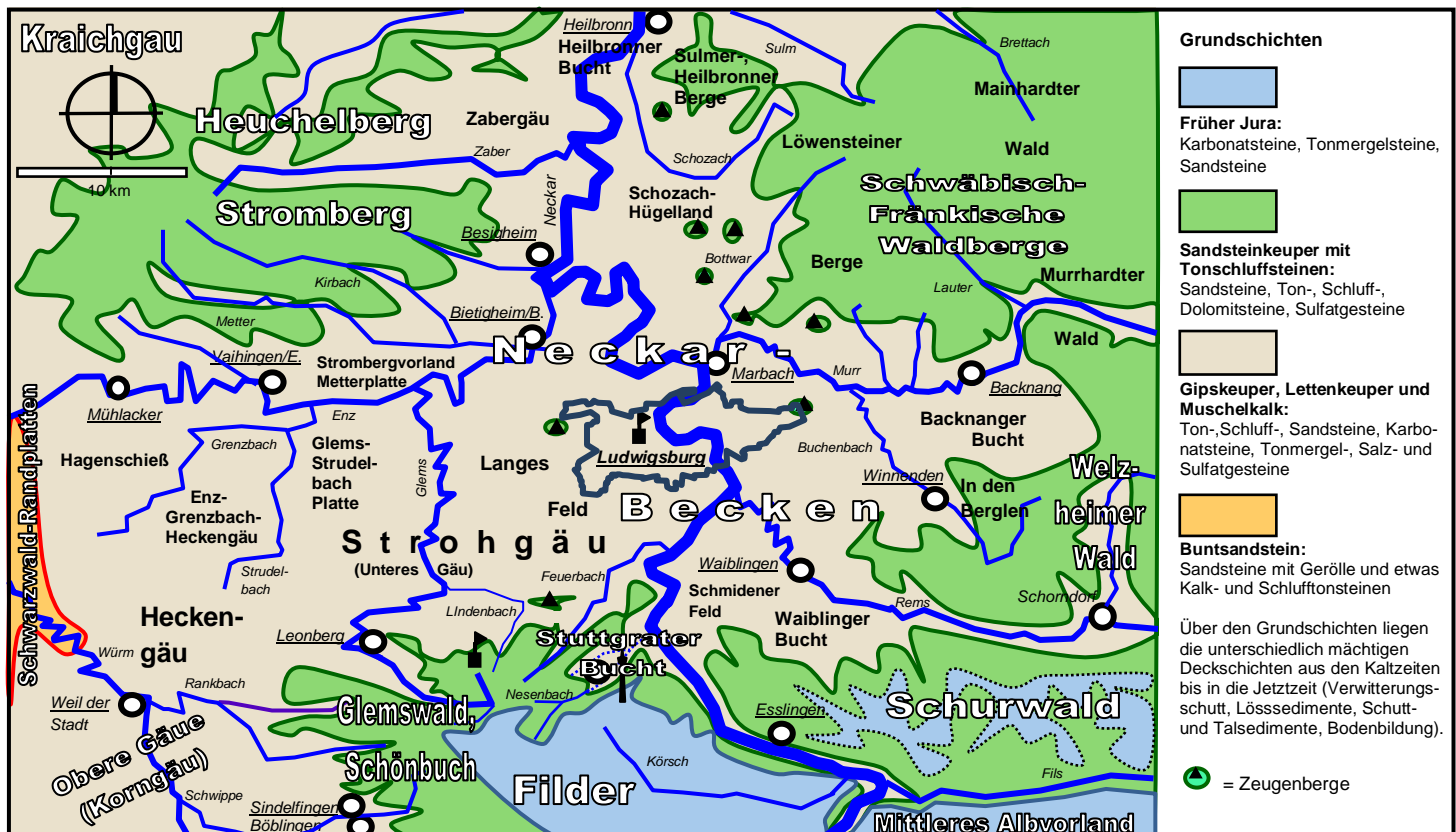 Kraichgau
10 km
Heuchelberg
Stromberg
Zabergäu
Zaber
Heilbronn
Heilbronner
Bucht
Sulmer-,
Heilbronner
Berge
Sulm
Brettach
Mainhardter
Wald
Löwensteiner
Schozach
Schozach-
Hügelland
Neckar
Besigheim
Bottwar
Schwäbisch-
Fränkische
Waldberge
Berge
Lauter
Murrhardter
Wald
Kirbach
Metter
Bietigheim/B.
Vaihingen/E.
Strombergvorland
Metterplatte
Neckar -
Marbach
Murr
Backnang
Backnanger
Bucht
Mühlacker
Enz
Grenzbach
Hagenschieß
Glems-
Strudel-
bach
Platte
Glems
Langes
Feld
Ludwigsburg
Buchenbach
Winnenden
In den
Berglen
Welz-
heimer
Wald
Enz-
Grenzbach-
Heckengäu
Becken
Strohgäu
(Unteres Gäu)
Strudel-
bach
Feuerbach
Waiblingen
Schmidener
Feld
Waiblinger
Bucht
Rems
Schorndorf
Schwarzwald-Randplatten
Hecken-
gäu
LIndenbach
Leonberg
Stuttgrater
Bucht
Würm
Rankbach
Weil der
Stadt
Nesenbach
Glemswald,
Schönbuch
Esslingen
Schurwald
Obere Gäue
(Korngäu)
Filder
Körsch
Fils
Schwippe
Sindelfingen
Böblingen
Mittleres Albvorland
Grundschichten
Früher Jura:
Karbonatsteine, Tonmergelsteine,
Sandsteine
Sandsteinkeuper mit
Tonschluffsteinen:
Sandsteine, Ton-, Schluff-,
Dolomitsteine, Sulfatgesteine
Gipskeuper, Lettenkeuper und
Muschelkalk:
Ton-,Schluff-, Sandsteine, Karbo-
natsteine, Tonmergel-, Salz- und
Sulfatgesteine
Buntsandstein:
Sandsteine mit Gerölle und etwas
Kalk- und Schlufftonsteinen
Über den Grundschichten liegen
die unterschiedlich mächtigen
Deckschichten aus den Kaltzeiten
bis in die Jetztzeit (Verwitterungs-
schutt, Lösssedimente, Schutt-
und Talsedimente, Bodenbildung).
= Zeugenberge